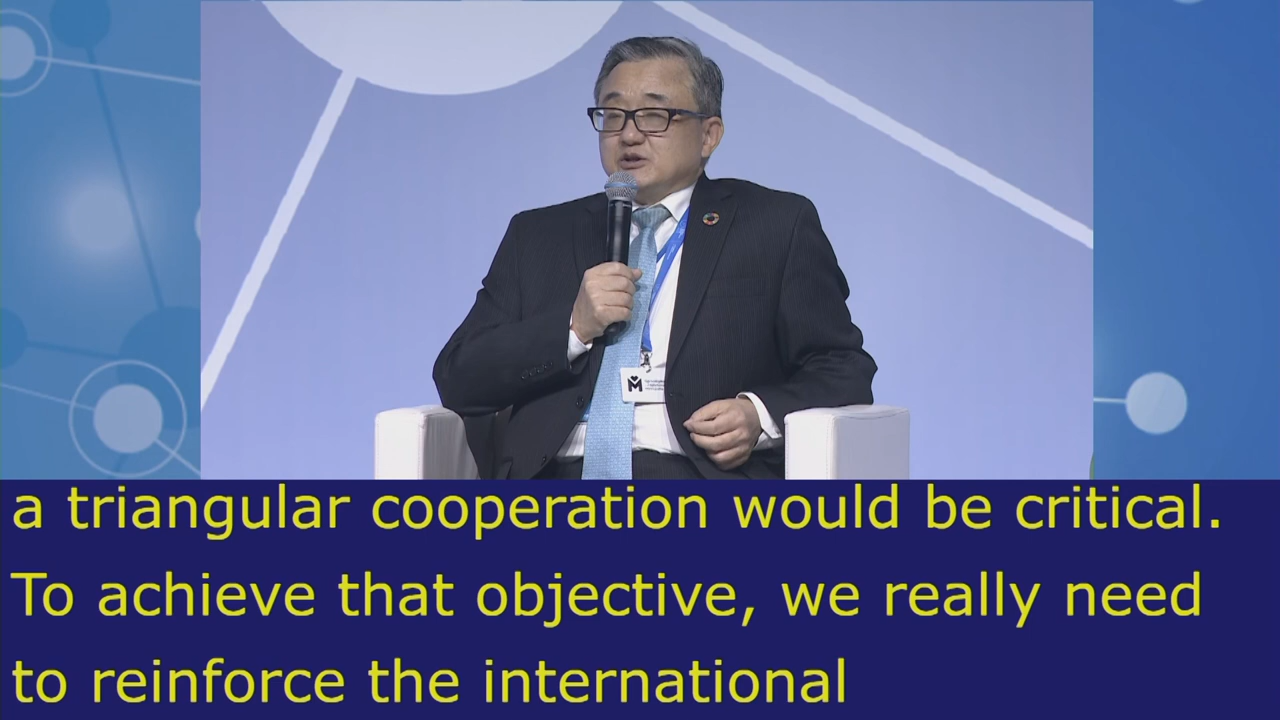 M
a triangular cooperation would be critical.
To achieve that objective, we really need
to reinforce the international